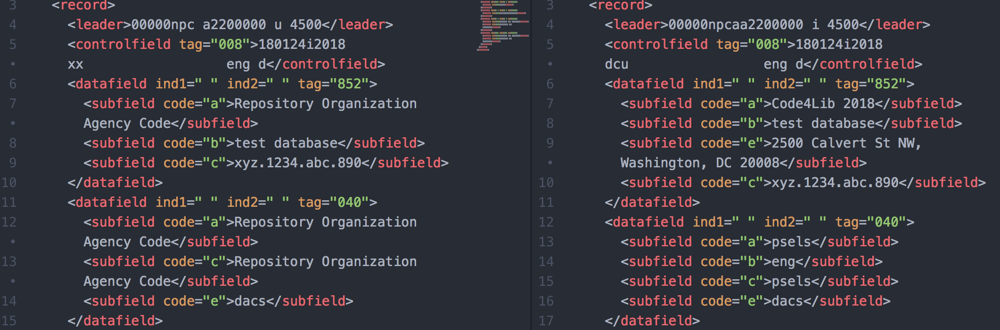 3 <record>
4 <leader>00000npc a2200000 u 4500</leader>
5 <controlfield tag="008">180124i2018
• xx                  eng d</controlfield>
6 <datafield ind1=" " ind2=" " tag="852">
7 <subfield code="a">Repository Organization
• Agency Code</subfield>
8 <subfield code="b">test database</subfield>
9 <subfield code="c">xyz.1234.abc.890</subfield>
10 </datafield>
11 <datafield ind1=" " ind2=" " tag="040">
12 <subfield code="a">Repository Organization
• Agency Code</subfield>
13 <subfield code="c">Repository Organization
• Agency Code</subfield>
14 <subfield code="e">dacs</subfield>
15 </datafield>
3 <record>
4 <leader>00000npcaa2200000 i 4500</leader>
5 <controlfield tag="008">180124i2018
• dcu                 eng d</controlfield>
6 <datafield ind1=" " ind2=" " tag="852">
7 <subfield code="a">Code4Lib 2018</subfield>
8 <subfield code="b">test database</subfield>
9 <subfield code="e">2500 Calvert St NW,
• Washington, DC 20008</subfield>
10 <subfield code="c">xyz.1234.abc.890</subfield>
11 </datafield>
12 <datafield ind1=" " ind2=" " tag="040">
13 <subfield code="a">psels</subfield>
14 <subfield code="b">eng</subfield>
15 <subfield code="c">psels</subfield>
16 <subfield code="e">dacs</subfield>
17 </datafield>